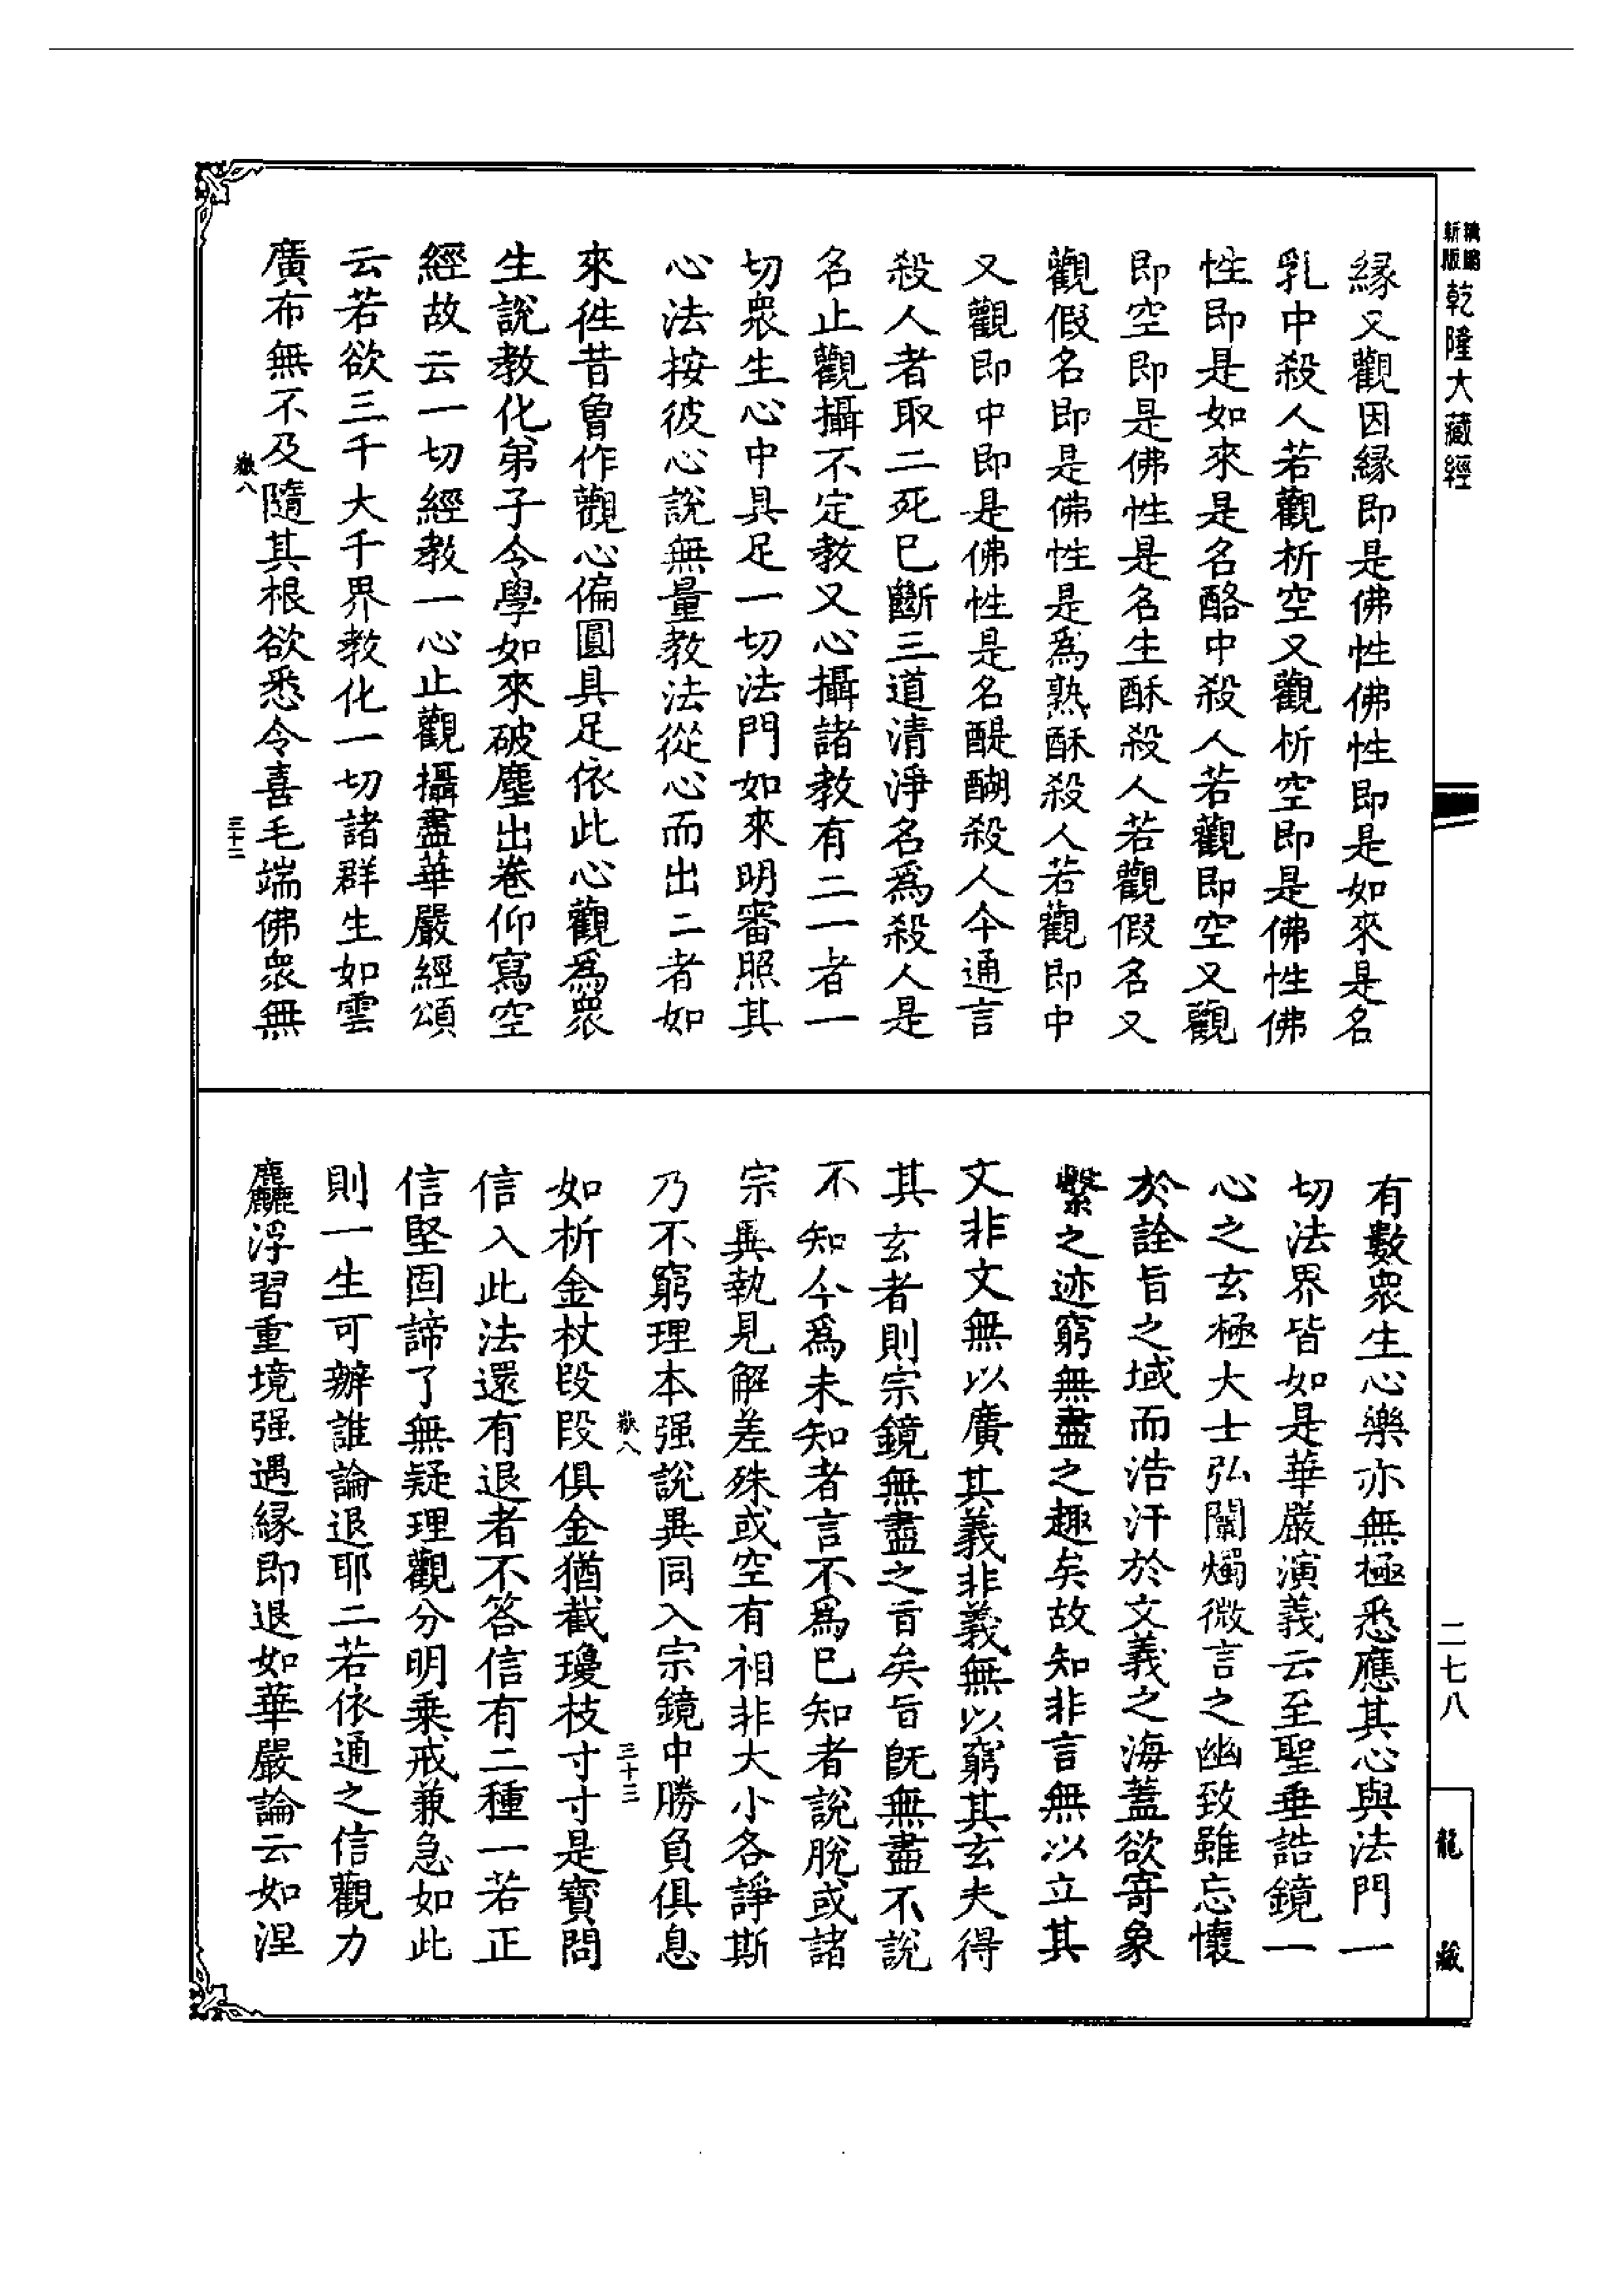 乾隆大藏經
緣又觀因緣即是佛性佛性即是如來是名
乳中殺人若觀析空又觀析空即是佛性佛
性即是如來是名酪中殺人若觀即空又觀
即空即是佛性是名生酥殺人若觀假名又
觀假名即是佛性是爲熟酥殺人若觀即中
又觀即中即是佛性是名醍醐殺人今通言
殺人者取二死已斷三道清淨名爲殺人是
名止觀攝不定教又心攝諸教有二一者一
切衆生心中具足一切法門如來明審照其
心法按彼心說無量教法從心而出二者如
來徃昔曾作觀心偏圓具足依此心觀爲衆
生說教化弟子令學如來破塵出卷仰寫空
經故云一切經教一心止觀攝盡華嚴經頌
云若欲三千大千界教化一切諸群生如雲
廣布無不及隨其根欲悉令喜毛端佛衆無
嶽八
三十二
有數衆生心樂亦無極悉應其心與法門一
切法界皆如是華嚴演義云至聖垂誥鏡一
心之玄極大士弘闡燭微言之幽致雖忘懷
於詮旨之域而浩汗於文義之海蓋欲寄象
繫之迹窮無盡之趣矣故知非言無以立其
文非文無以廣其義非義無以窮其玄夫得
其玄者則宗鏡無盡之旨矣旨旣無盡不說
不知今爲未知者言不爲已知者說脫或諸
宗異執見解差殊或空有相非大小各諍斯
乃不窮理本强說異同入宗鏡中勝負俱息
嶽八
三十三
如析金杖段段俱金猶截瓊枝寸寸是寶問
信入此法還有退者不答信有二種一若正
信堅固諦了無疑理觀分明乗戒兼急如此
則一生可辦誰論退耶二若依通之信觀力
麤浮習重境强遇緣即退如華嚴論云如涅
二七八
龍藏